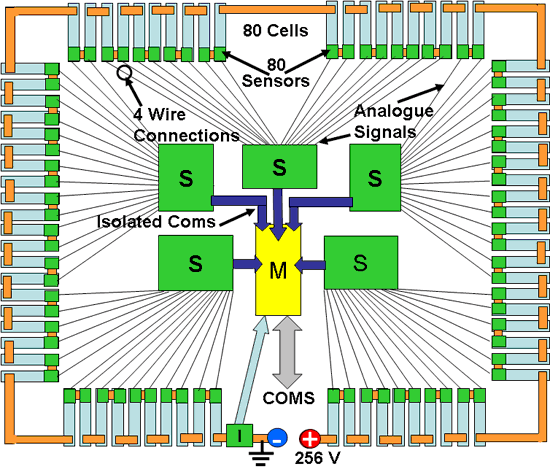 80 Cells
80
Sensors
4 Wire
Connections
Analogue
Signals
S
S
S
Isolated Coms
S
M
S
COMS
I
-
+
256 V